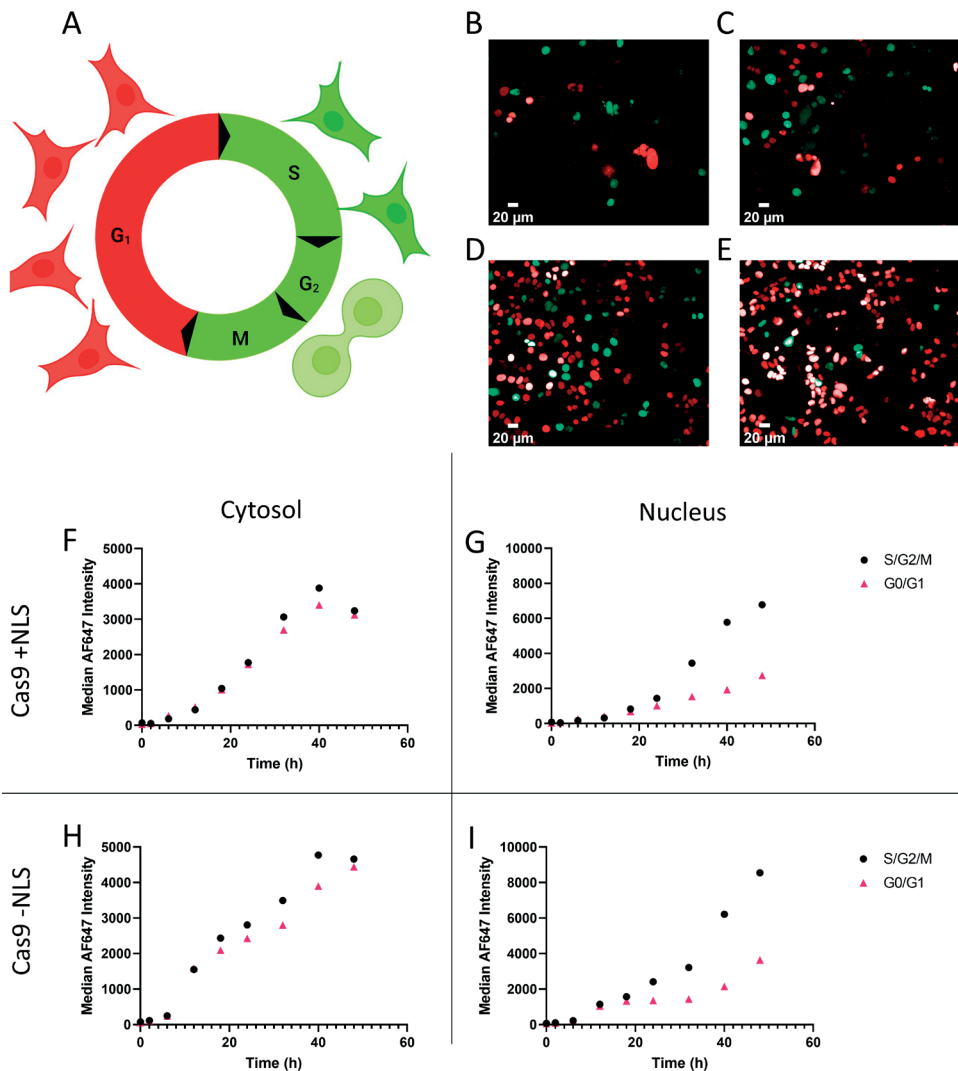 A
S
G₁
G₂
M
B
20 µm
C
20 µm
D
20 µm
E
20 µm
Cytosol
Nucleus
Cas9 +NLS
F
Median AF647 Intensity
5000
4000
3000
2000
1000
0
0
20
40
60
Time (h)
G
Median AF647 Intensity
10000
8000
6000
4000
2000
0
0
20
40
60
Time (h)
S/G2/M
G0/G1
Cas9 -NLS
H
Median AF647 Intensity
5000
4000
3000
2000
1000
0
0
20
40
60
Time (h)
I
Median AF647 Intensity
10000
8000
6000
4000
2000
0
0
20
40
60
Time (h)
S/G2/M
G0/G1